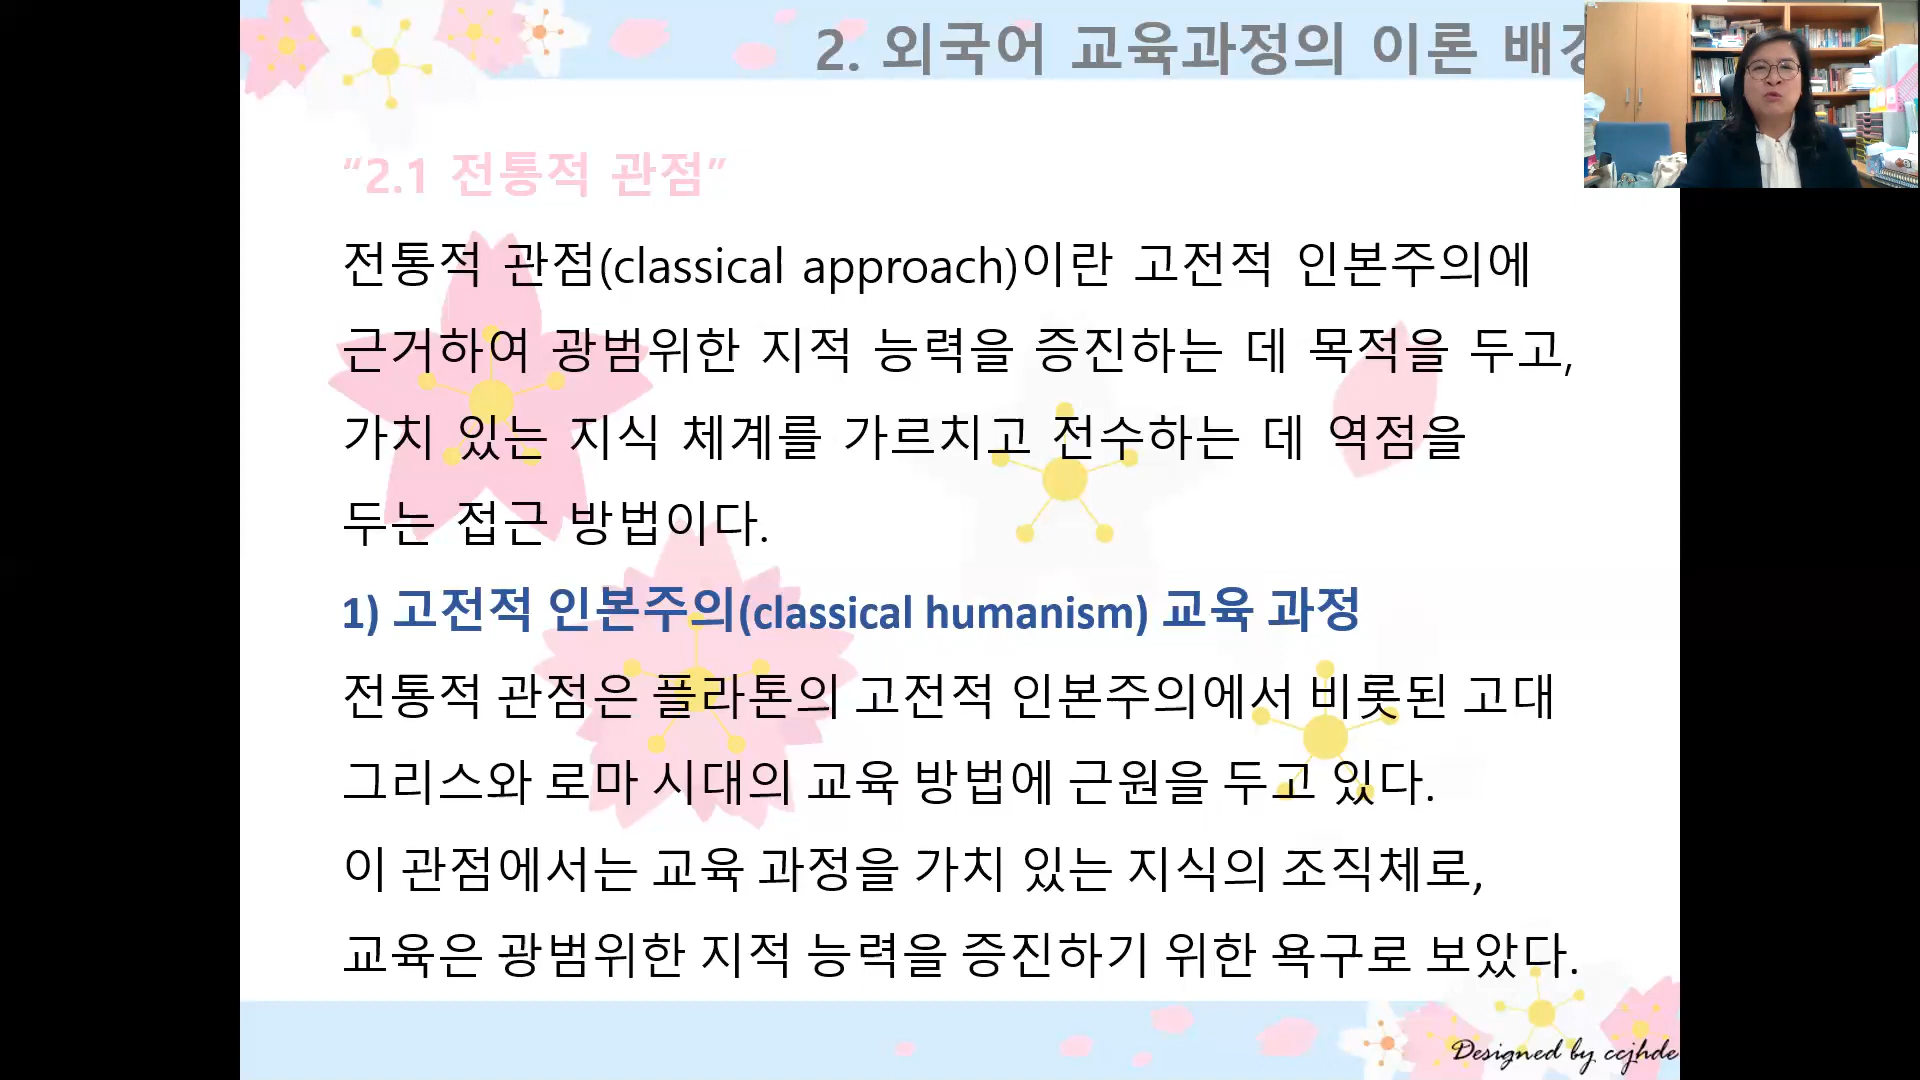 2. 외국어 교육과정의 이론
“2.1 전통적 관점”
전통적 관점(classical approach)이란 고전적 인본주의에
근거하여 광범위한 지적 능력을 증진하는 데 목적을 두고,
가치 있는 지식 체계를 가르치고 전수하는 데 역점을
두는 접근 방법이다.
1) 고전적 인본주의(classical humanism) 교육 과정
전통적 관점은 플라톤의 고전적 인본주의에서 비롯된 고대
그리스와 로마 시대의 교육 방법에 근원을 두고 있다.
이 관점에서는 교육 과정을 가치 있는 지식의 조직체로,
교육은 광범위한 지적 능력을 증진하기 위한 욕구로 보았다.
Designed by ccjhde